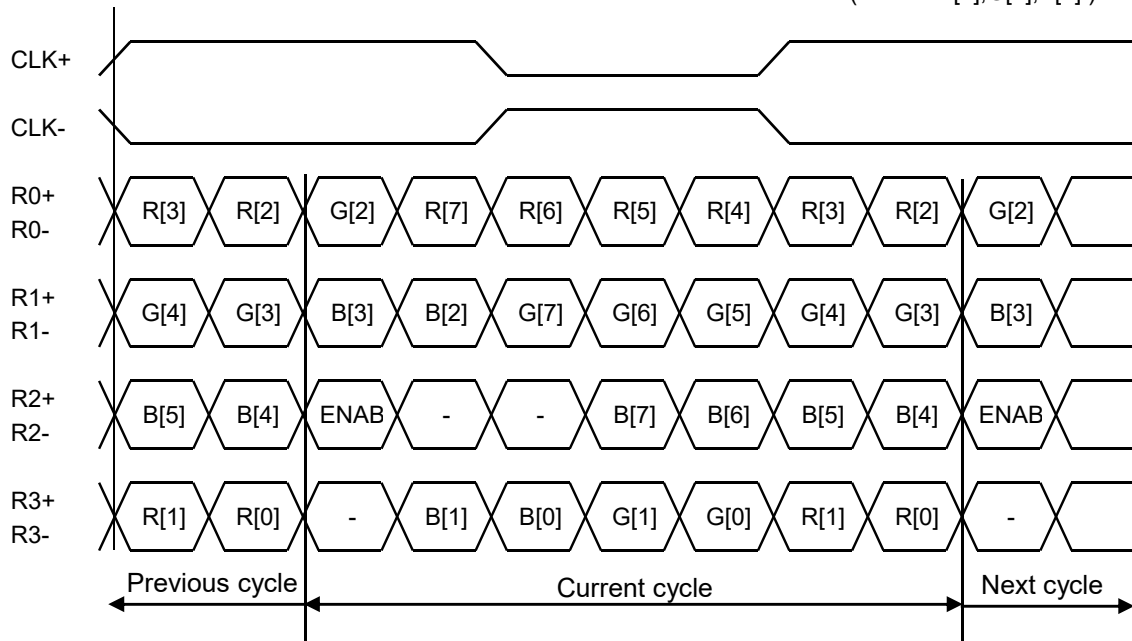 CLK+
CLK-
R0+ R[3] R[2] G[2] R[7] R[6] R[5] R[4] R[3] R[2] G[2]
R0-
R1+ G[4] G[3] B[3] B[2] G[7] G[6] G[5] G[4] G[3] B[3]
R1-
R2+ B[5] B[4] ENAB - - B[7] B[6] B[5] B[4] ENAB
R2-
R3+ R[1] R[0] - B[1] B[0] G[1] G[0] R[1] R[0] -
R3-
Previous cycle Current cycle Next cycle